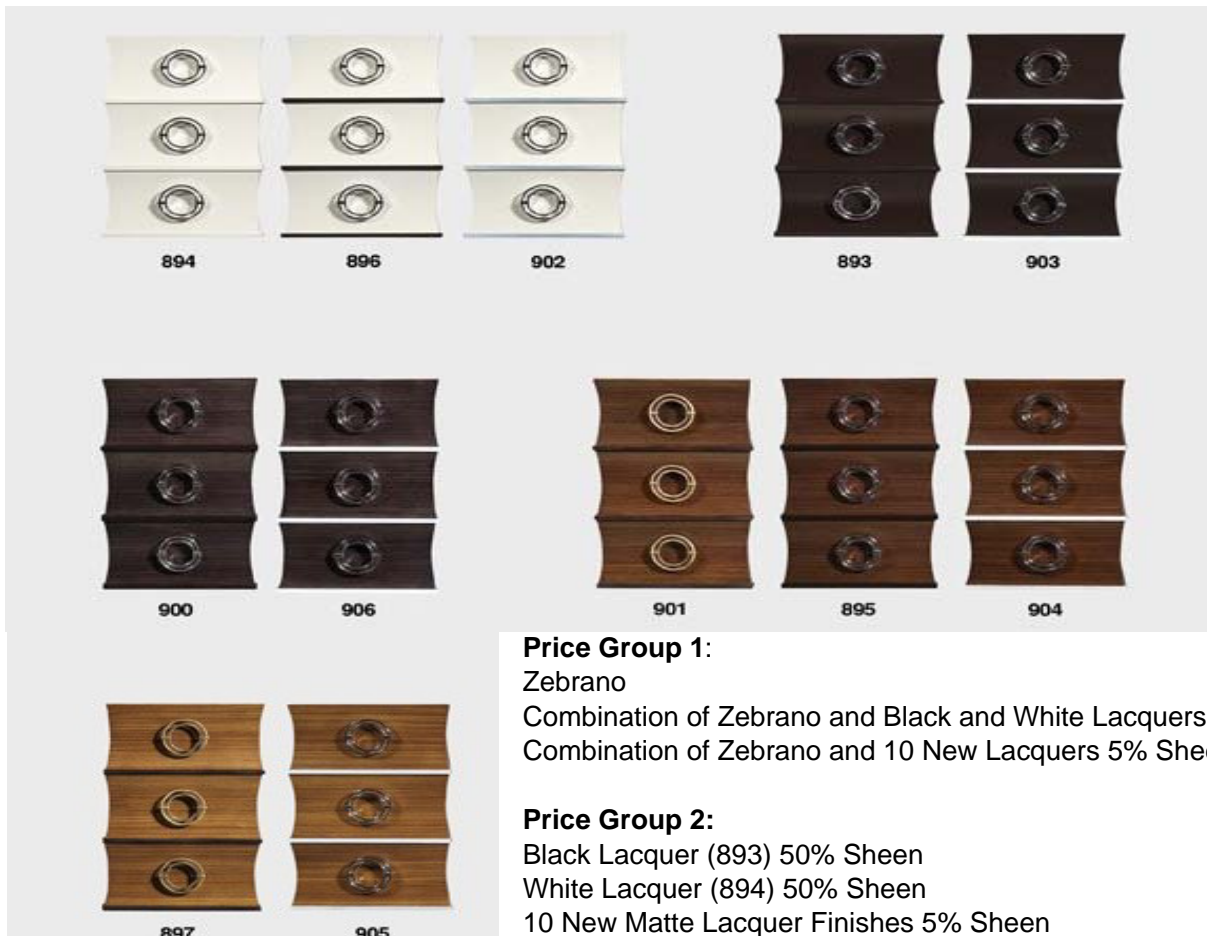 894 896 902 893 903
900 906 901 895 904
Price Group 1:
Zebrano
Combination of Zebrano and Black and White Lacquers
Combination of Zebrano and 10 New Lacquers 5% Shee
Price Group 2:
Black Lacquer (893) 50% Sheen
White Lacquer (894) 50% Sheen
10 New Matte Lacquer Finishes 5% Sheen
897 905